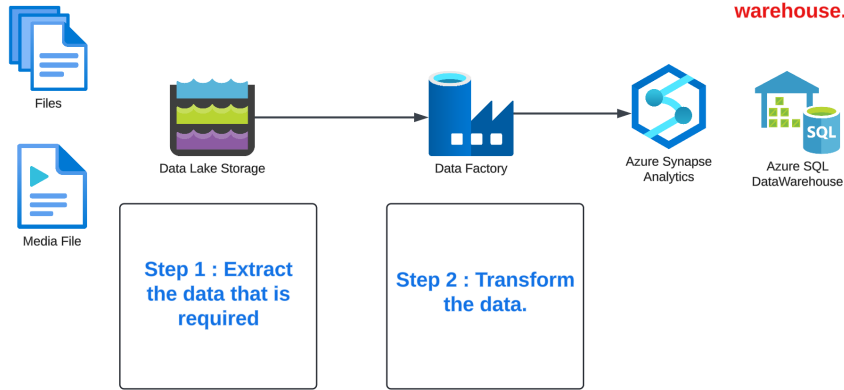 warehouse.
Files
Data Lake Storage
Data Factory
Azure Synapse
Analytics
SQL
Azure SQL
DataWarehouse
Media File
Step 1 : Extract
the data that is
required
Step 2 : Transform
the data.